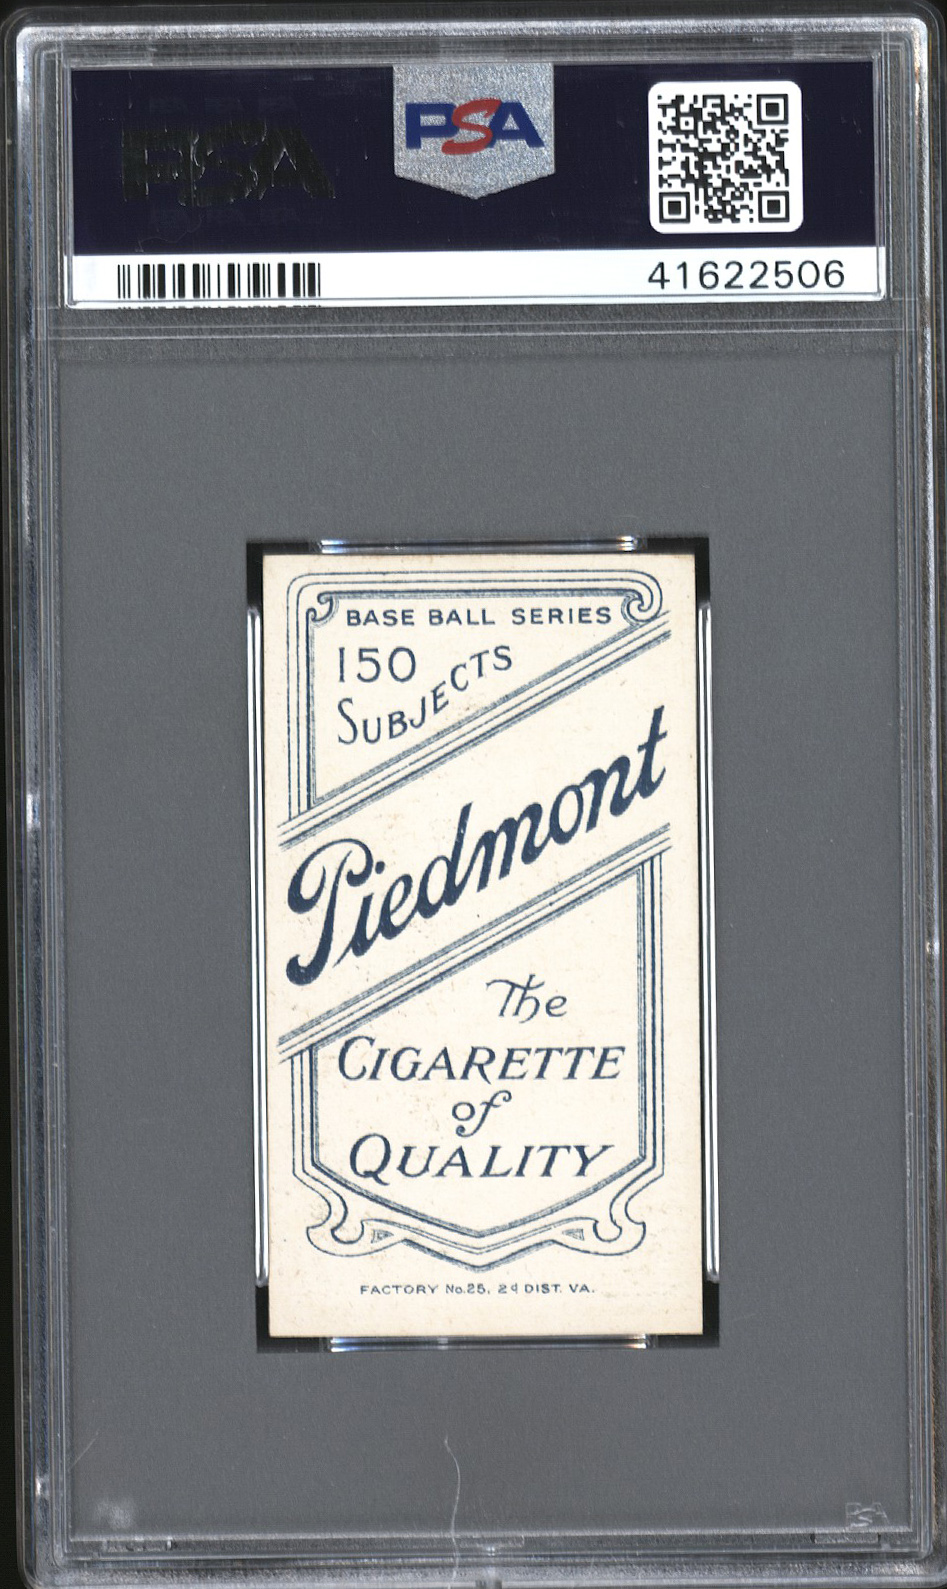 PSA
41622506
BASE BALL SERIES
150
SUBJECTS
Piedmont
The
CIGARETTE
of
QUALITY
FACTORY No.25, 2d DIST. VA.
PSA